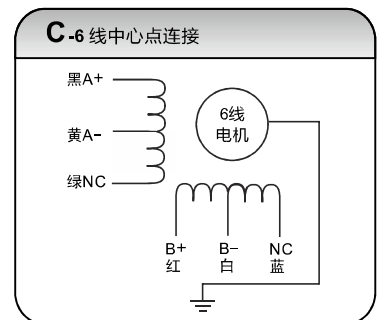 C-6 线中心点连接
黑A+
6线
电机
黄A-
绿NC
B+ B- NC
红 白 蓝